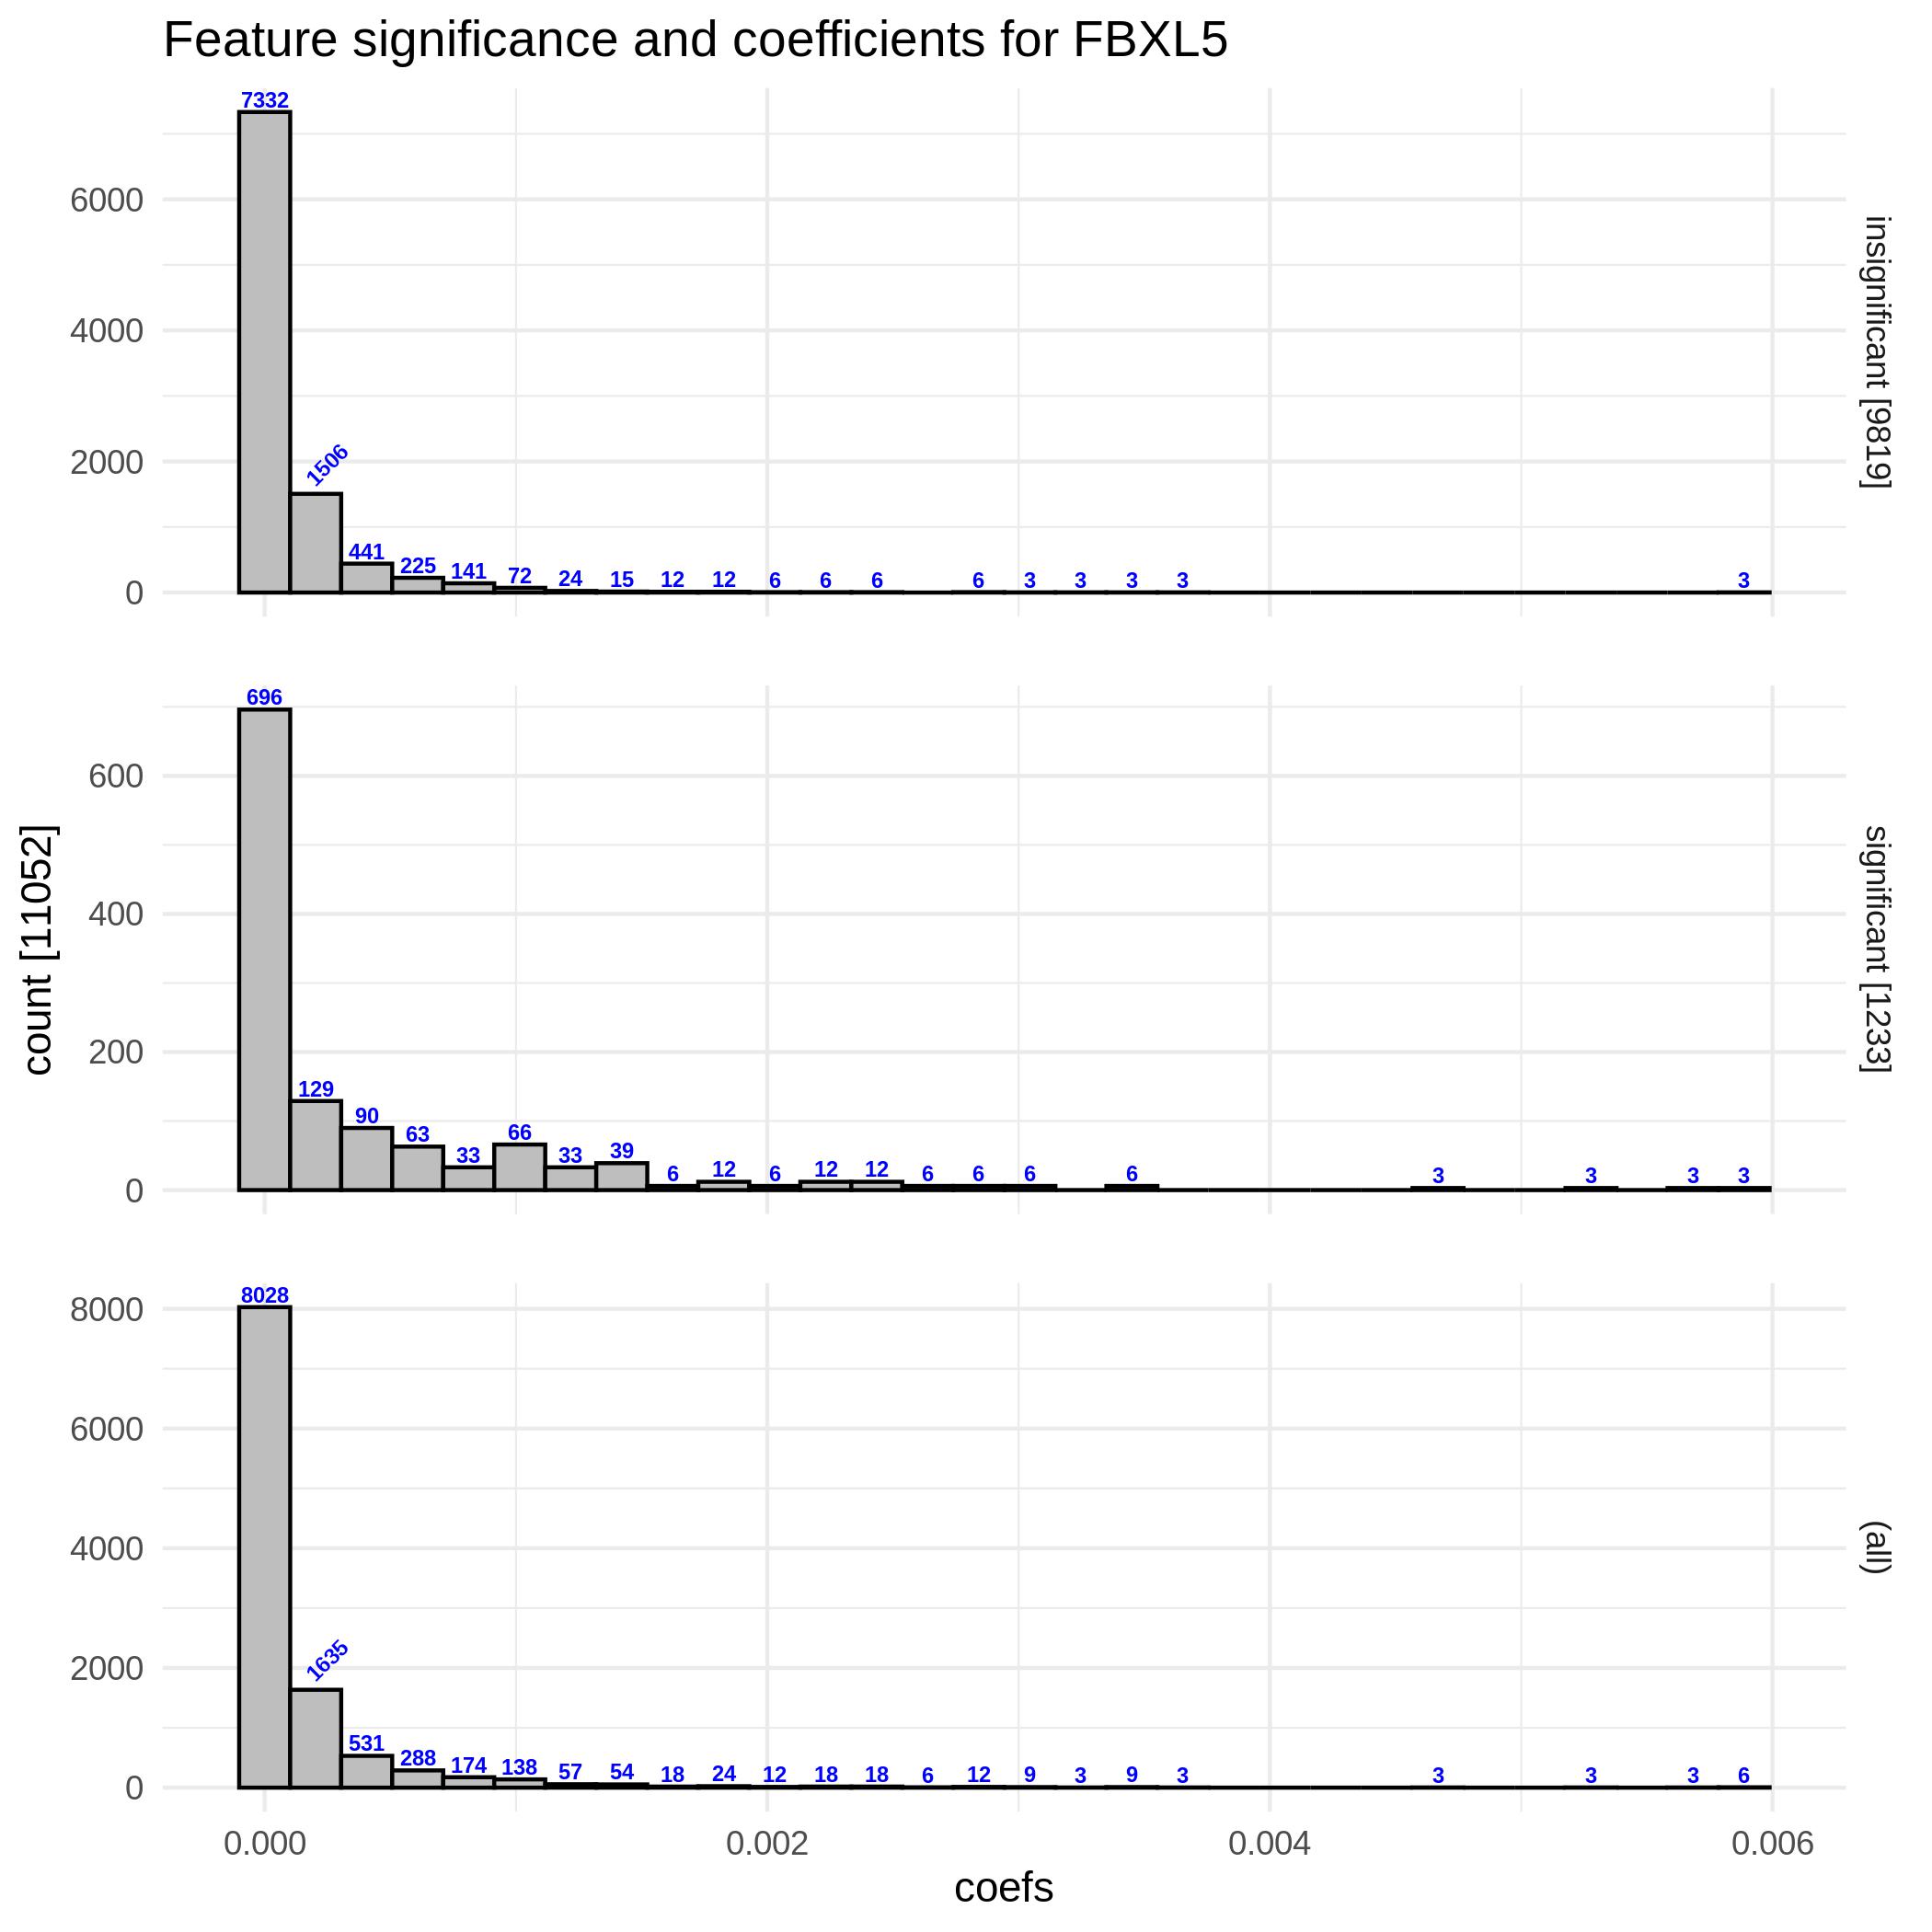 Feature significance and coefficients for FBXL5
count [11052]
7332
1506
441 225 141 72 24 15 12 12 6 6 6 6 3 3 3 3 3
6000
4000
2000
0
insignificant [9819]
696
129 90 63 33 66 33 39 6 12 6 12 12 6 6 6 6 3 3 3 3
600
400
200
0
significant [1233]
8028
1635
531 288 174 138 57 54 18 24 12 18 18 6 12 9 3 9 3 3 3 3 6
8000
6000
4000
2000
0
(all)
0.000 0.002 0.004 0.006
coefs